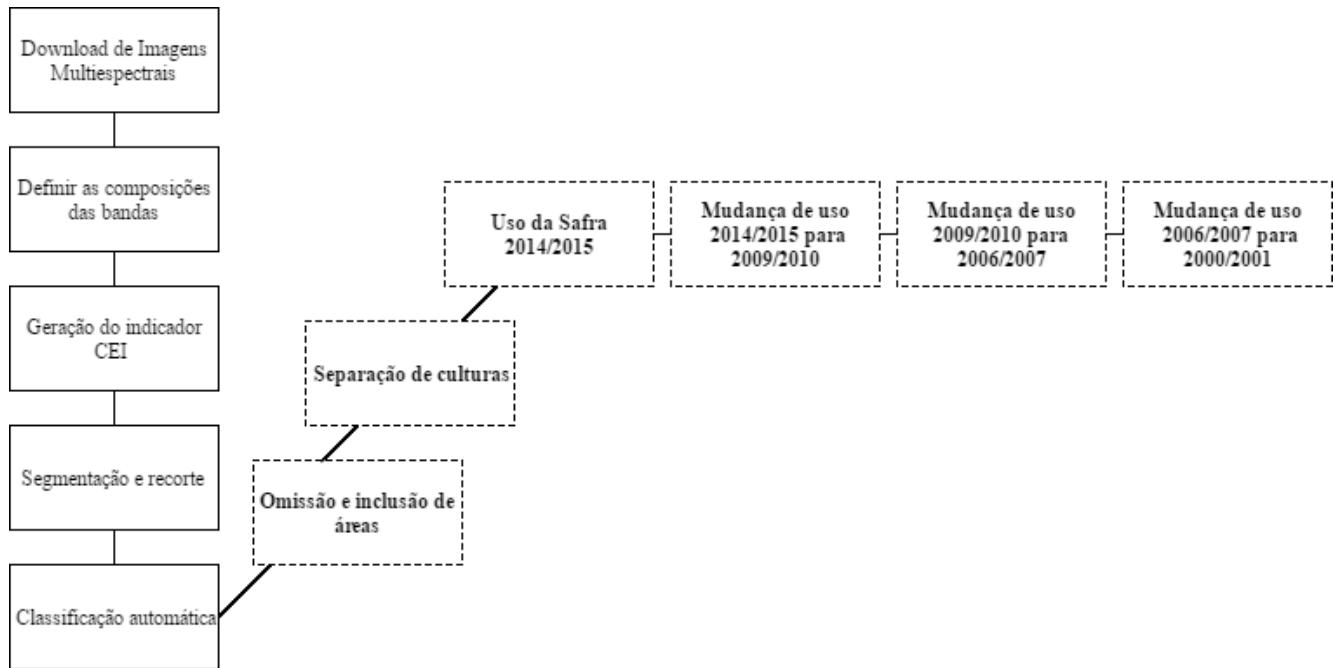 Download de Imagens
Multiespectrais
Definir as composições
das bandas
Geração do indicador
CEI
Segmentação e recorte
Classificação automática
Omissão e inclusão de
áreas
Separação de culturas
Uso da Safra
2014/2015
Mudança de uso
2014/2015 para
2009/2010
Mudança de uso
2009/2010 para
2006/2007
Mudança de uso
2006/2007 para
2000/2001